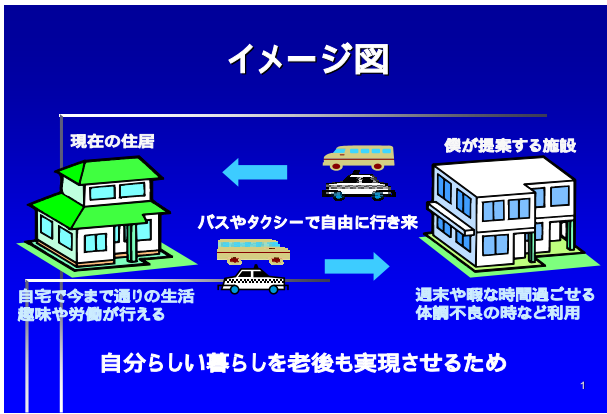 イメージ図
現在の住居
僕が提案する施設
バスやタクシーで自由に行き来
自宅で今まで通りの生活
趣味や労働が行える
週末や暇な時間過ごせる
体調不良の時など利用
自分らしい暮らしを老後も実現させるため
1